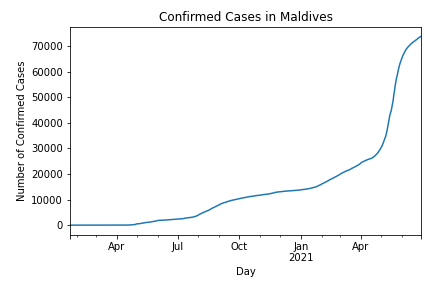 Confirmed Cases in Maldives
Number of Confirmed Cases
70000
60000
50000
40000
30000
20000
10000
0
Apr Jul Oct Jan Apr
2021
Day